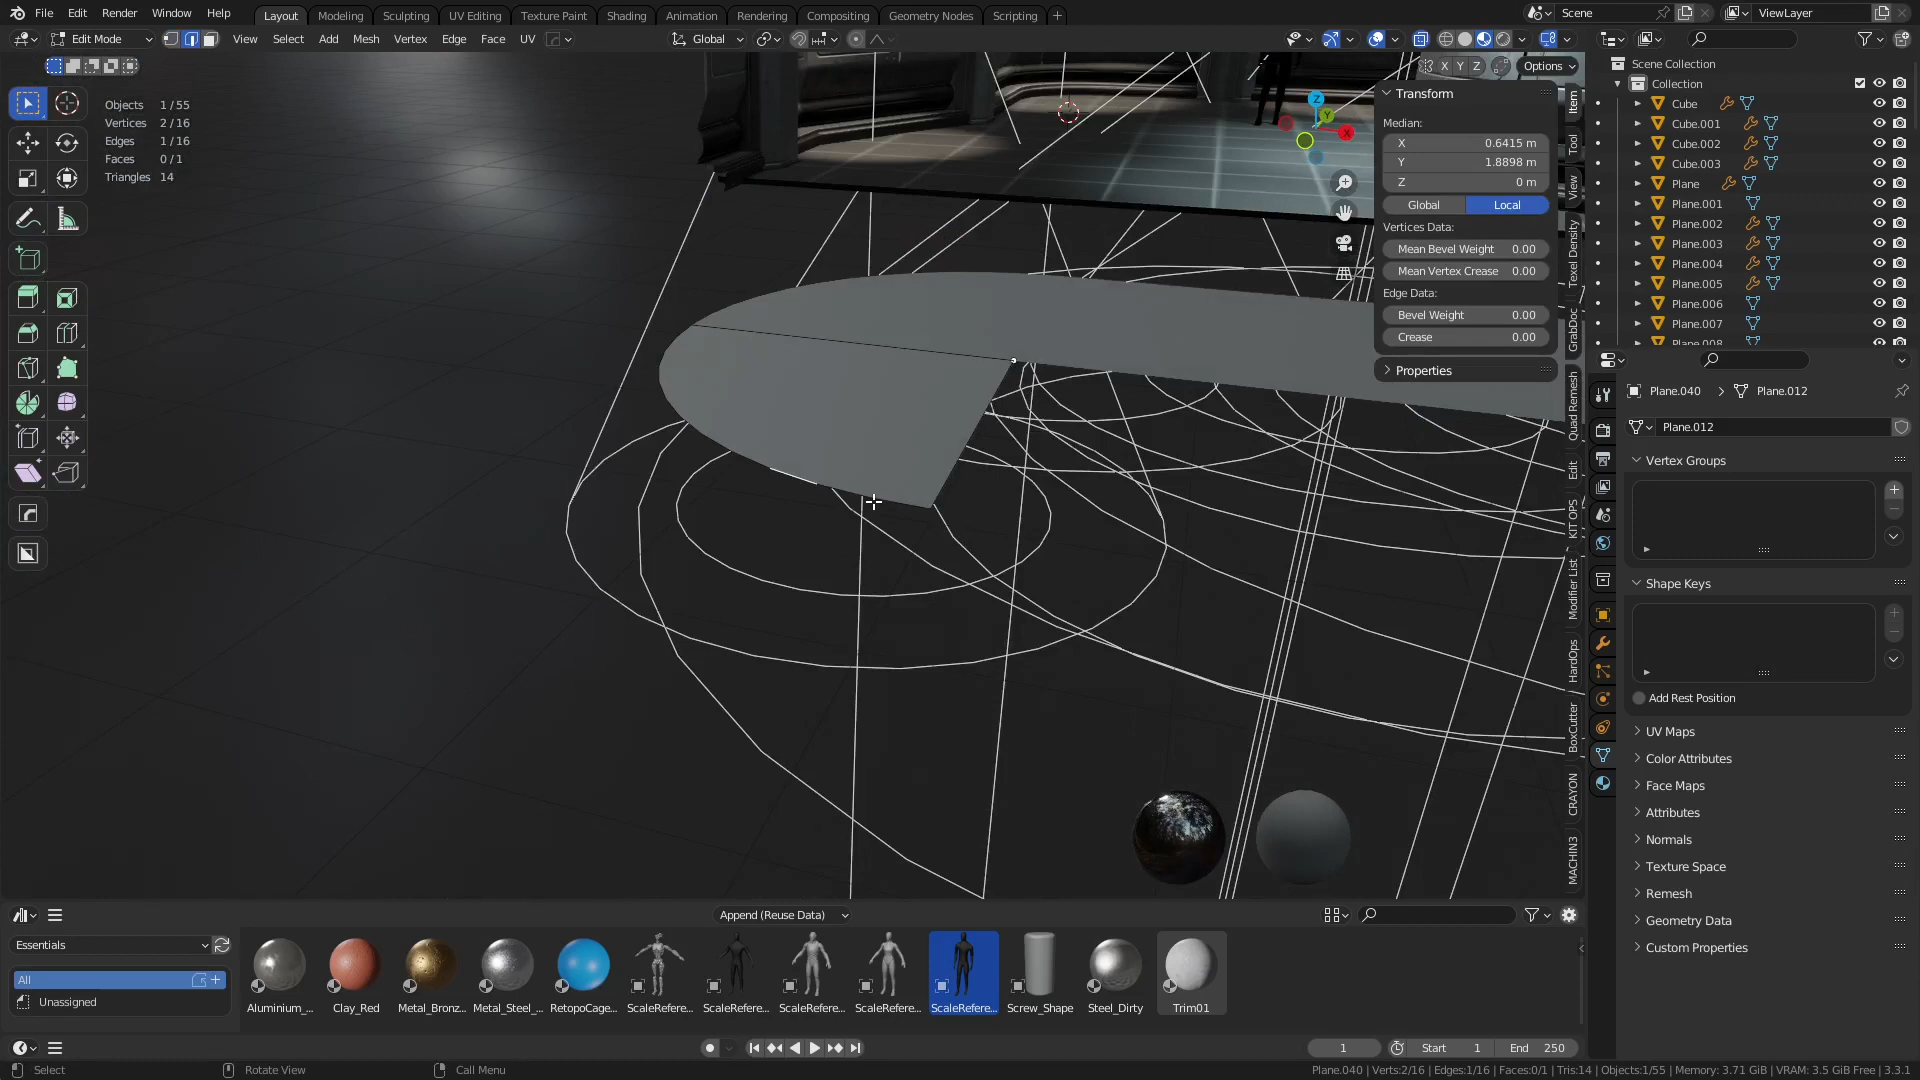 File Edit Render Window Help Layout Modeling Sculpting UV Editing Texture Paint Shading Animation Rendering Compositing Geometry Nodes Scripting + Scene ViewLayer
Edit Mode View Select Add Mesh Vertex Edge Face UV Global
X Y Z Options
Objects 1 / 55
Vertices 2 / 16
Edges 1 / 16
Faces 0 / 1
Triangles 14
Z
Y
X
Transform
Median:
X 0.6415 m
Y 1.8898 m
Z 0 m
Global Local
Vertices Data:
Mean Bevel Weight 0.00
Mean Vertex Crease 0.00
Edge Data:
Bevel Weight 0.00
Crease 0.00
Properties
Item
Tool
View
Texel Density
GrabDoc
Quad Remesh
Edit
KIT OPS
Modifier List
HardOps
BoxCutter
CRAYON
MACHIN3
Scene Collection
Collection
Cube
Cube.001
Cube.002
Cube.003
Plane
Plane.001
Plane.002
Plane.003
Plane.004
Plane.005
Plane.006
Plane.007
Plane.008
Plane.040 > Plane.012
Plane.012
Vertex Groups
Shape Keys
Add Rest Position
UV Maps
Color Attributes
Face Maps
Attributes
Normals
Texture Space
Remesh
Geometry Data
Custom Properties
Append (Reuse Data)
Essentials
All
Unassigned
Aluminium_... Clay_Red Metal_Bronz... Metal_Steel_... RetopoCage... ScaleRefere... ScaleRefere... ScaleRefere... ScaleRefere... ScaleRefere... Screw_Shape Steel_Dirty Trim01
1 Start 1 End 250
Select Rotate View Call Menu Plane.040 | Verts:2/16 | Edges:1/16 | Faces:0/1 | Tris:14 | Objects:1/55 | Memory: 3.71 GiB | VRAM: 3.5 GiB Free | 3.3.1